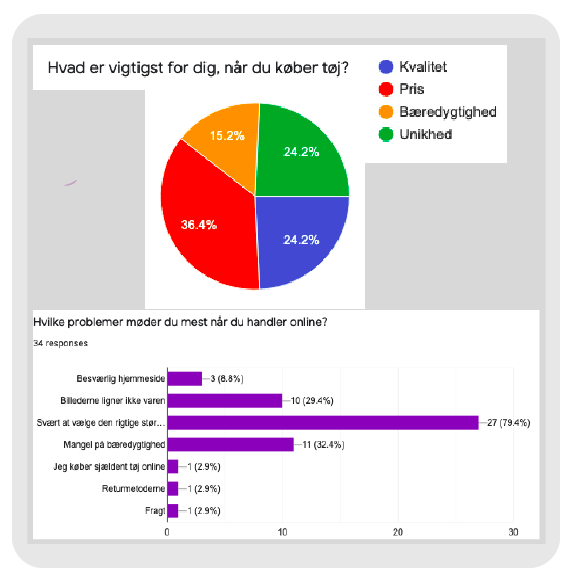 Hvad er vigtigst for dig, når du køber tøj?
Kvalitet
Pris
Bæredygtighed
Unikhed
15.2%
24.2%
36.4%
24.2%
Hvilke problemer møder du mest når du handler online?
34 responses
Besværlig hjemmeside 3 (8.8%)
Billederne ligner ikke varen 10 (29.4%)
Svært at vælge den rigtige stør… 27 (79.4%)
Mangel på bæredygtighed 11 (32.4%)
Jeg køber sjældent tøj online 1 (2.9%)
Returmetoderne 1 (2.9%)
Fragt 1 (2.9%)
0 10 20 30